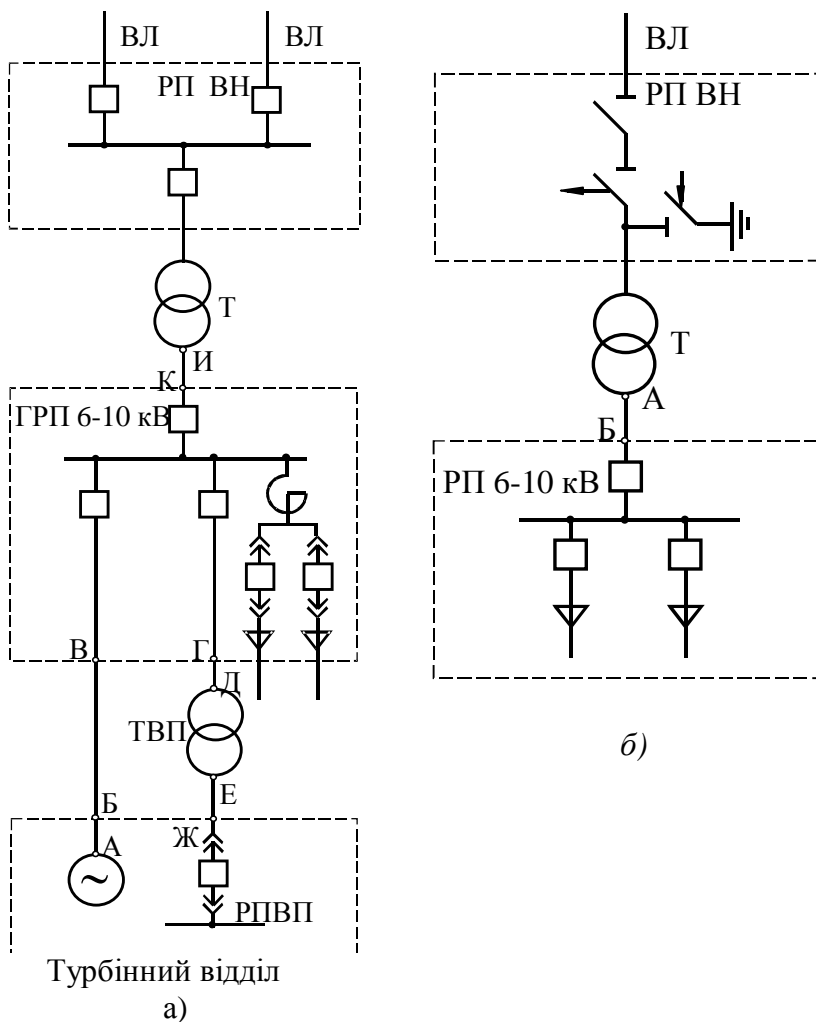 ВЛ ВЛ
РП ВН
Т
И
К
ГРП 6-10 кВ
В Г
Д
ТВП
Е
Б
Ж
А
~
РПВП
Турбінний відділ
а)
ВЛ
РП ВН
Т
А
Б
РП 6-10 кВ
б)